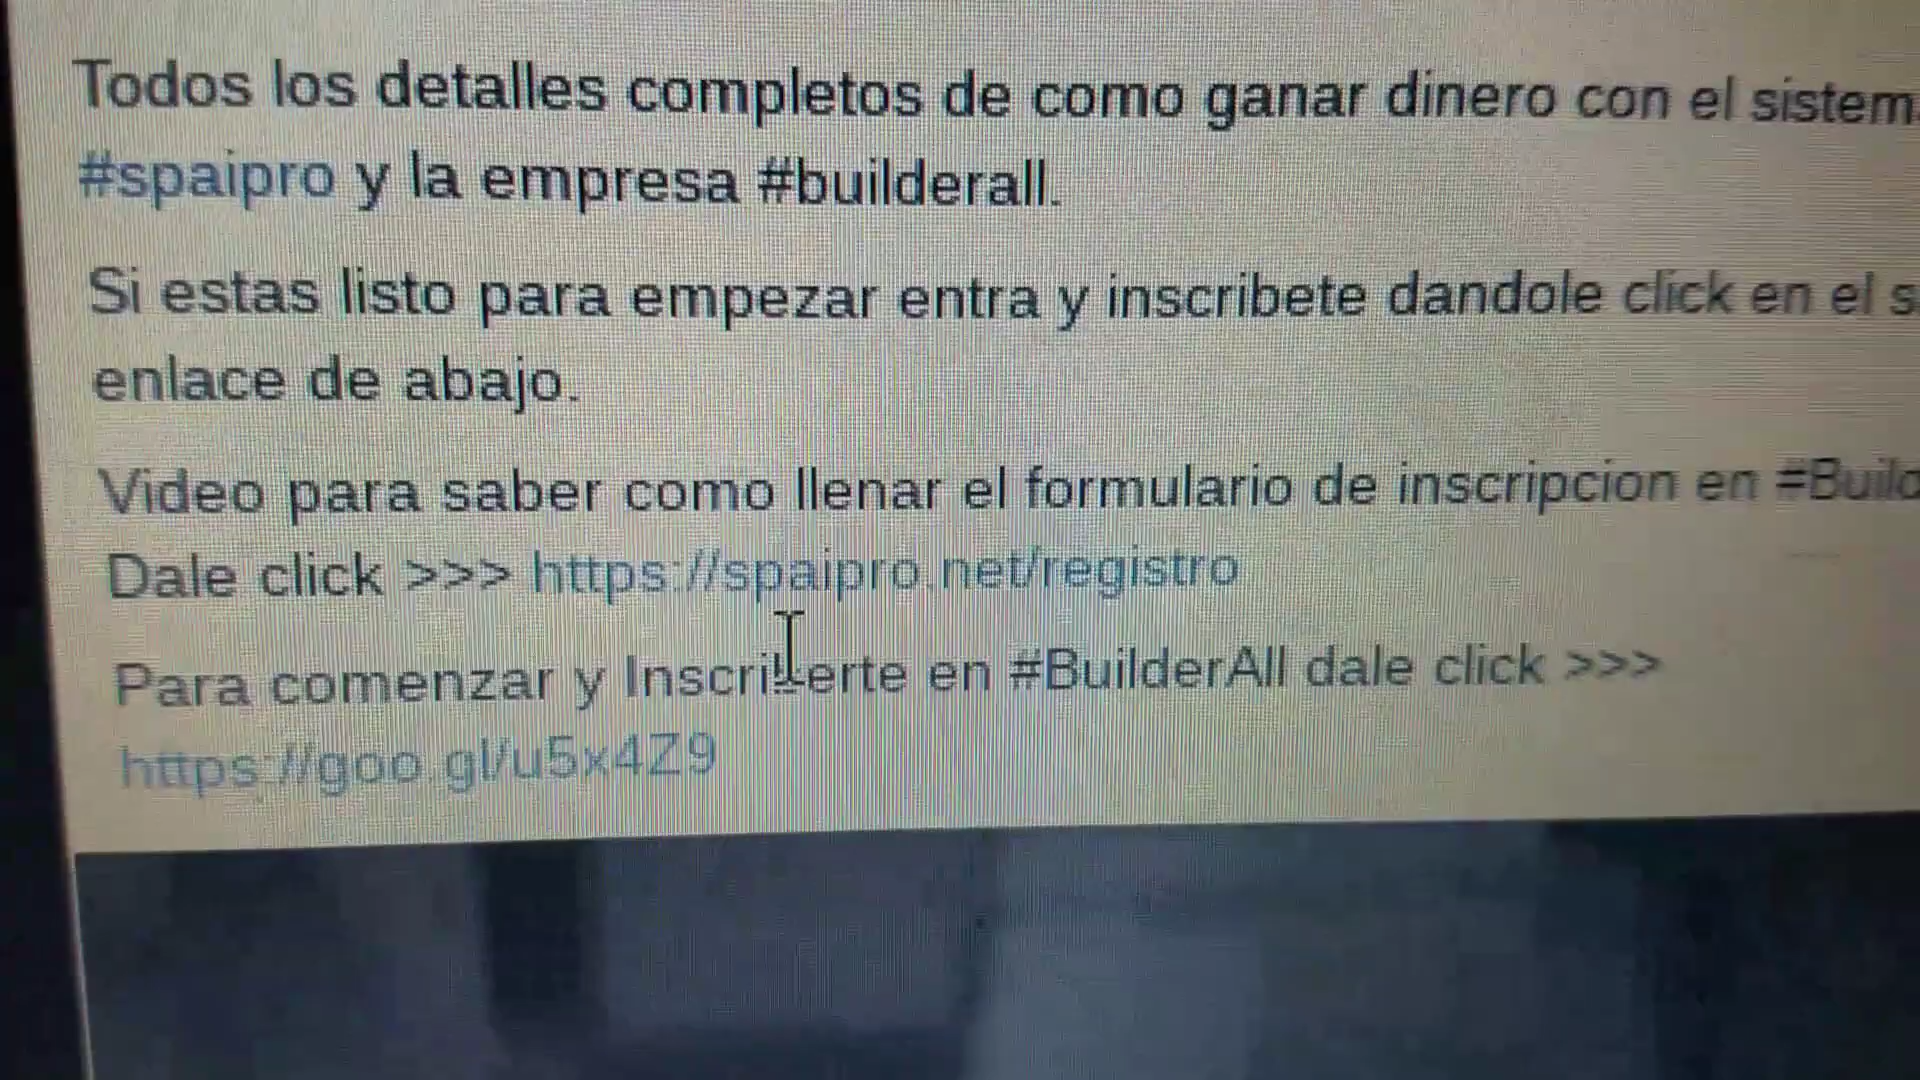 Todos los detalles completos de como ganar dinero con el
#spaipro y la empresa #builderall.
Si estas listo para empezar entra y inscribete dandole click en el
enlace de abajo.
Video para saber como llenar el formulario de inscripcion en
Dale click >>> https://spaipro.net/registro
Para comenzar y en #BuilderAll dale click >>>
https://goo.gl/u5x4Z9